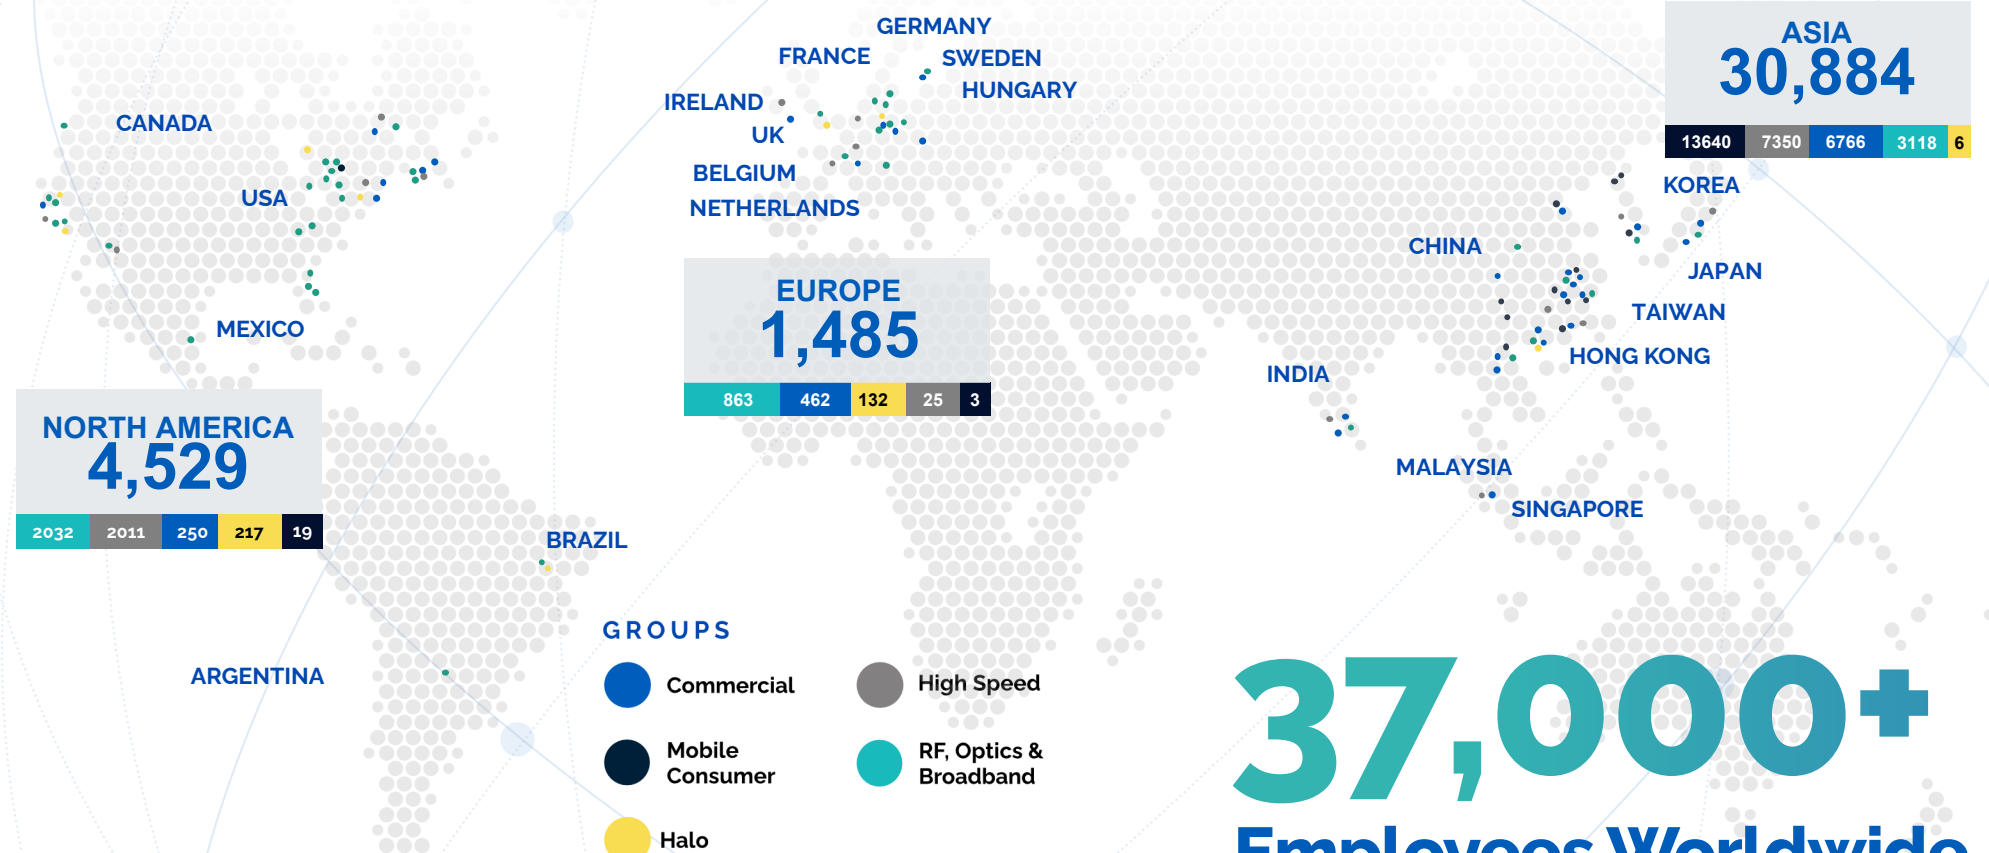 GERMANY
FRANCE
SWEDEN
HUNGARY
IRELAND
UK
BELGIUM
NETHERLANDS
CANADA
USA
MEXICO
ASIA
30,884
13640 7350 6766 3118 6
KOREA
CHINA
JAPAN
TAIWAN
HONG KONG
INDIA
MALAYSIA
SINGAPORE
EUROPE
1,485
863 462 132 25 3
NORTH AMERICA
4,529
2032 2011 250 217 19
BRAZIL
ARGENTINA
GROUPS
Commercial
High Speed
Mobile
Consumer
RF, Optics &
Broadband
Halo
37,000+
Employees Worldwide